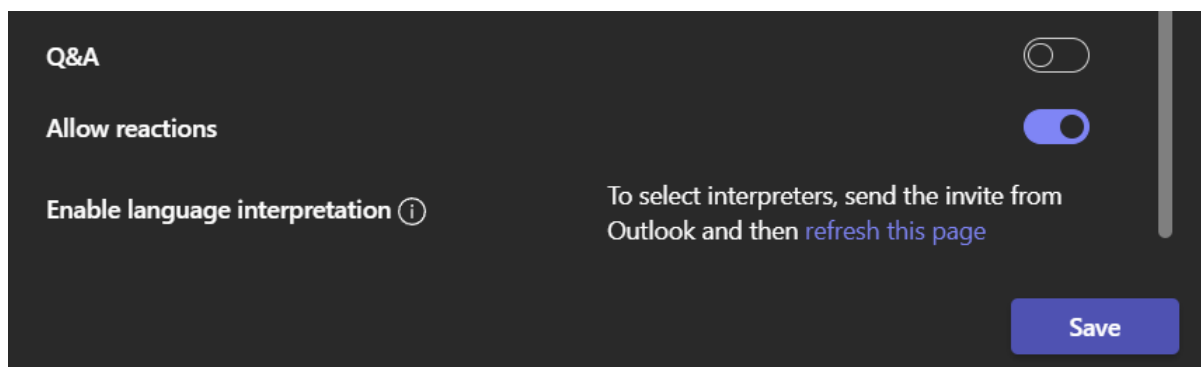 Q&A
Allow reactions
Enable language interpretation
To select interpreters, send the invite from
Outlook and then refresh this page
Save